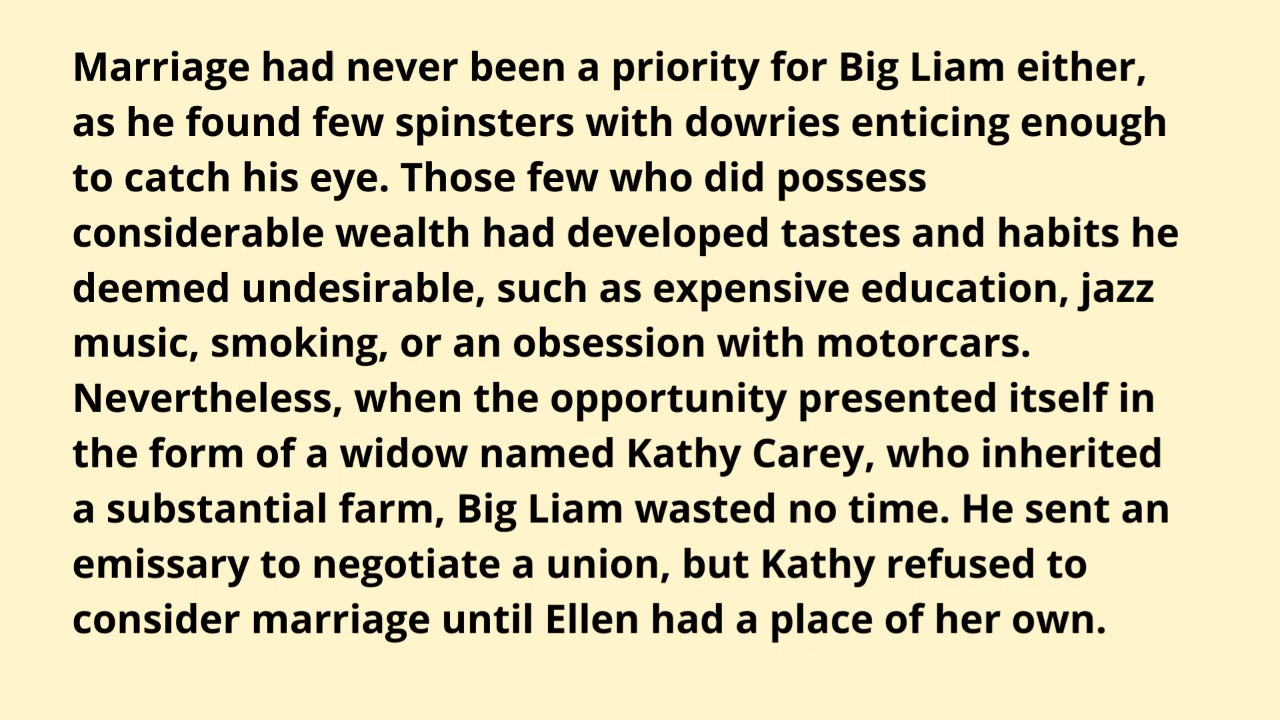 Marriage had never been a priority for Big Liam either,
as he found few spinsters with dowries enticing enough
to catch his eye. Those few who did possess
considerable wealth had developed tastes and habits he
deemed undesirable, such as expensive education, jazz
music, smoking, or an obsession with motorcars.
Nevertheless, when the opportunity presented itself in
the form of a widow named Kathy Carey, who inherited
a substantial farm, Big Liam wasted no time. He sent an
emissary to negotiate a union, but Kathy refused to
consider marriage until Ellen had a place of her own.